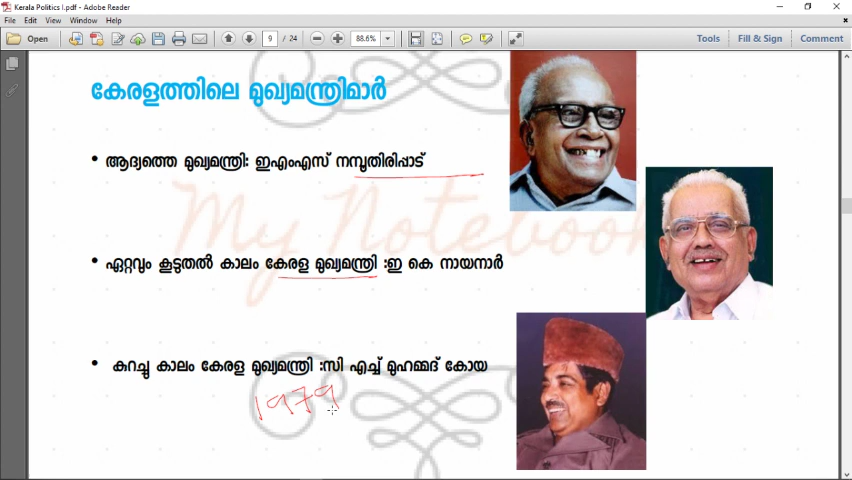 Kerala Politics I.pdf - Adobe Reader
File Edit View Window Help
Open 9 / 24 88.6% Tools Fill & Sign Comment
കേരളത്തിലെ മുഖ്യമന്ത്രിമാർ
• ആദ്യത്തെ മുഖ്യമന്ത്രി: ഇഎംഎസ് നമ്പൂതിരിപ്പാട്
• ഏറ്റവും കൂടുതൽ കാലം കേരള മുഖ്യമന്ത്രി :ഇ കെ നായനാർ
• കുറച്ചു കാലം കേരള മുഖ്യമന്ത്രി :സി എച്ച് മുഹമ്മദ് കോയ
1979
My Notebook